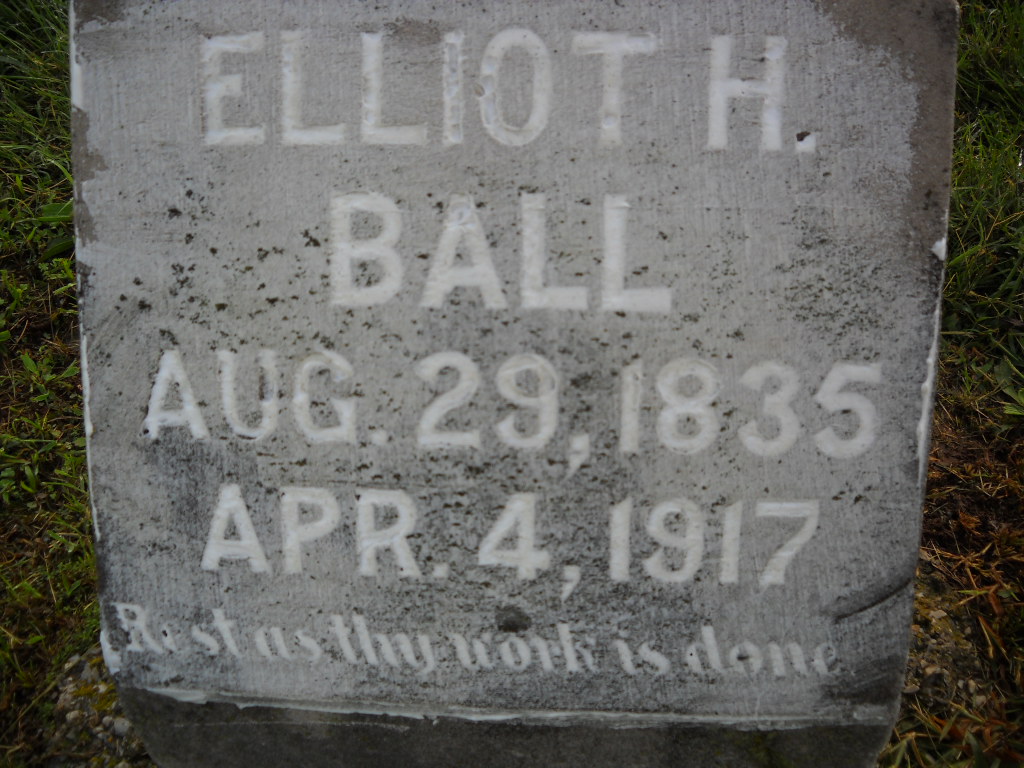 ELLIOT H.
BALL
AUG. 29, 1835
APR. 4, 1917
Rest as thy work is done